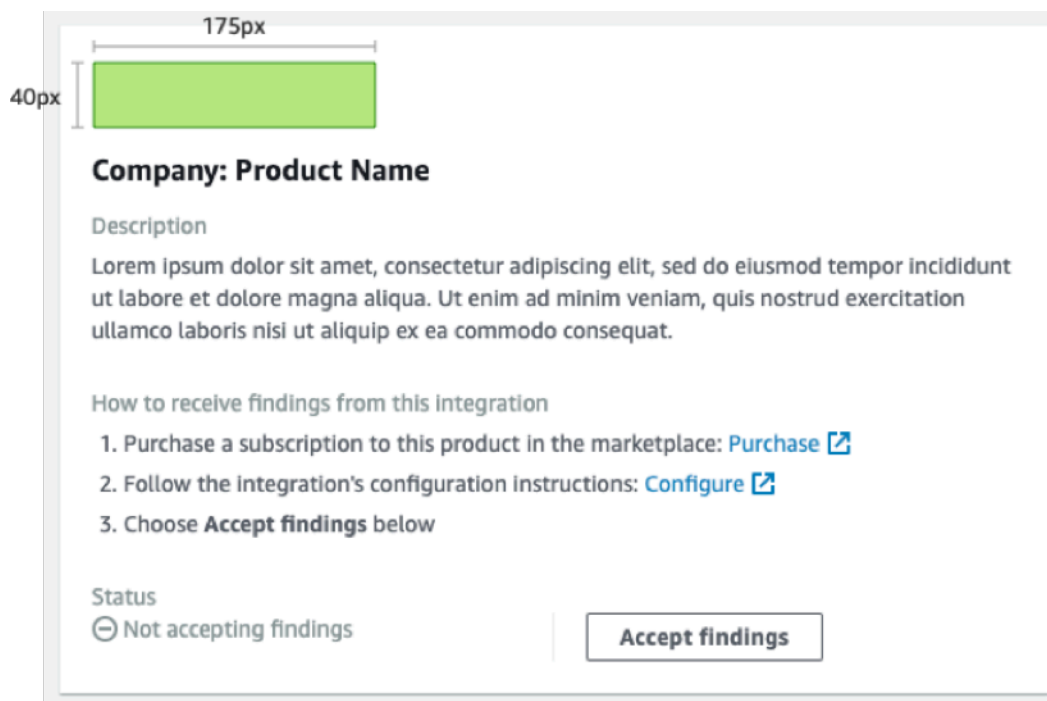 175px
40px
Company: Product Name
Description
Lorem ipsum dolor sit amet, consectetur adipiscing elit, sed do eiusmod tempor incididunt
ut labore et dolore magna aliqua. Ut enim ad minim veniam, quis nostrud exercitation
ullamco laboris nisi ut aliquip ex ea commodo consequat.
How to receive findings from this integration
1. Purchase a subscription to this product in the marketplace: Purchase
2. Follow the integration's configuration instructions: Configure
3. Choose Accept findings below
Status
Not accepting findings
Accept findings